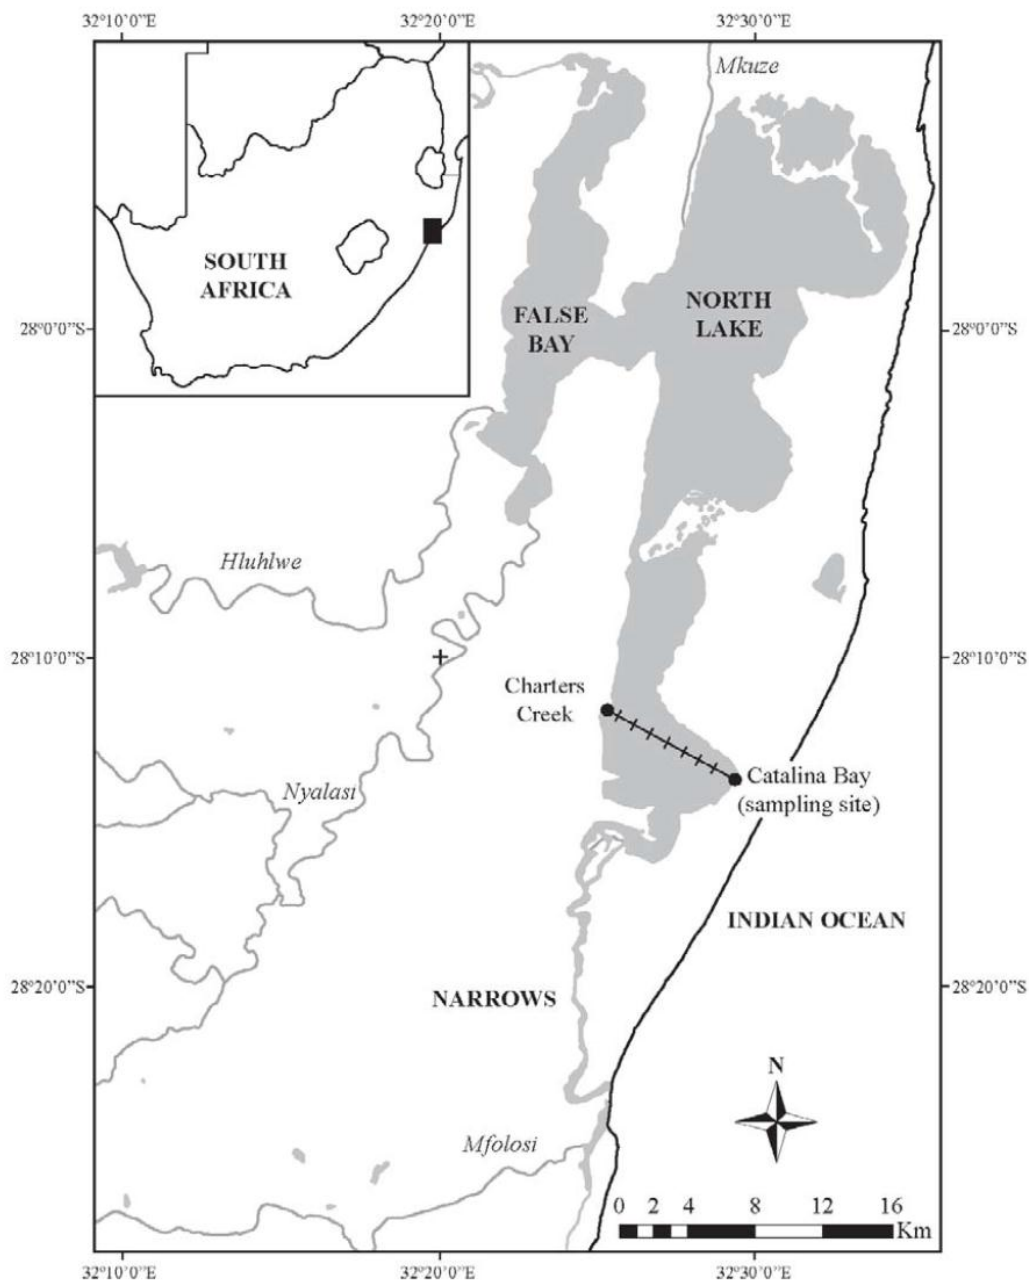 32°10'0"E 32°20'0"E 32°30'0"E
Mkuze
SOUTH
AFRICA
28°0'0"S
FALSE
BAY
NORTH
LAKE
28°0'0"S
Hluhlwe
28°10'0"S
28°10'0"S
Charters
Creek
Catalina Bay
(sampling site)
Nyalasi
INDIAN OCEAN
28°20'0"S
NARROWS
28°20'0"S
N
Mfolosi
0 2 4 8 12 16
Km
32°10'0"E 32°20'0"E 32°30'0"E